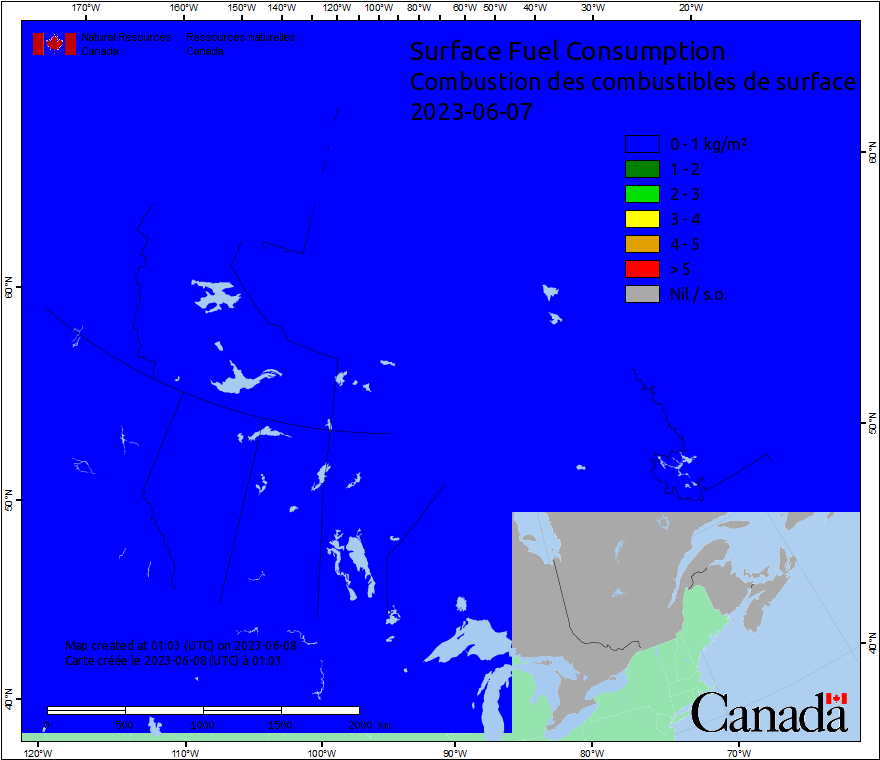 170°W 160°W 150°W 140°W 130°W 120°W 110°W 100°W 90°W 80°W 60°W 50°W 40°W 30°W 20°W
Natural Resources Ressources naturelles
Canada Canada
Surface Fuel Consumption
Combustion des combustibles de surface
2023-06-07
0 - 1 kg/m²
1 - 2
2 - 3
3 - 4
4 - 5
> 5
Nil / s.o.
60°N
60°N
50°N
50°N
40°N
40°N
Map created at 01:03 (UTC) on 2023-06-08
Carte créée le 2023-06-08 (UTC) à 01:03
0 500 1000 1500 2000 km
Canada
120°W 110°W 100°W 90°W 80°W 70°W